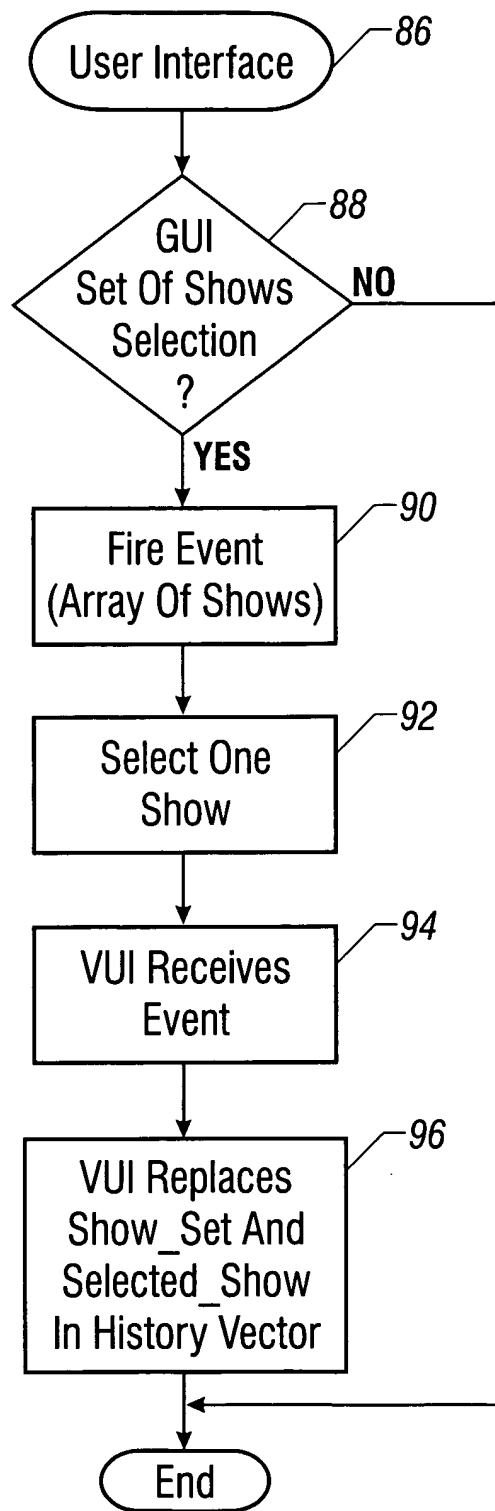 User Interface
86
88
GUI
Set Of Shows
Selection
?
NO
YES
90
Fire Event
(Array Of Shows)
92
Select One
Show
94
VUI Receives
Event
96
VUI Replaces
Show_Set And
Selected_Show
In History Vector
End